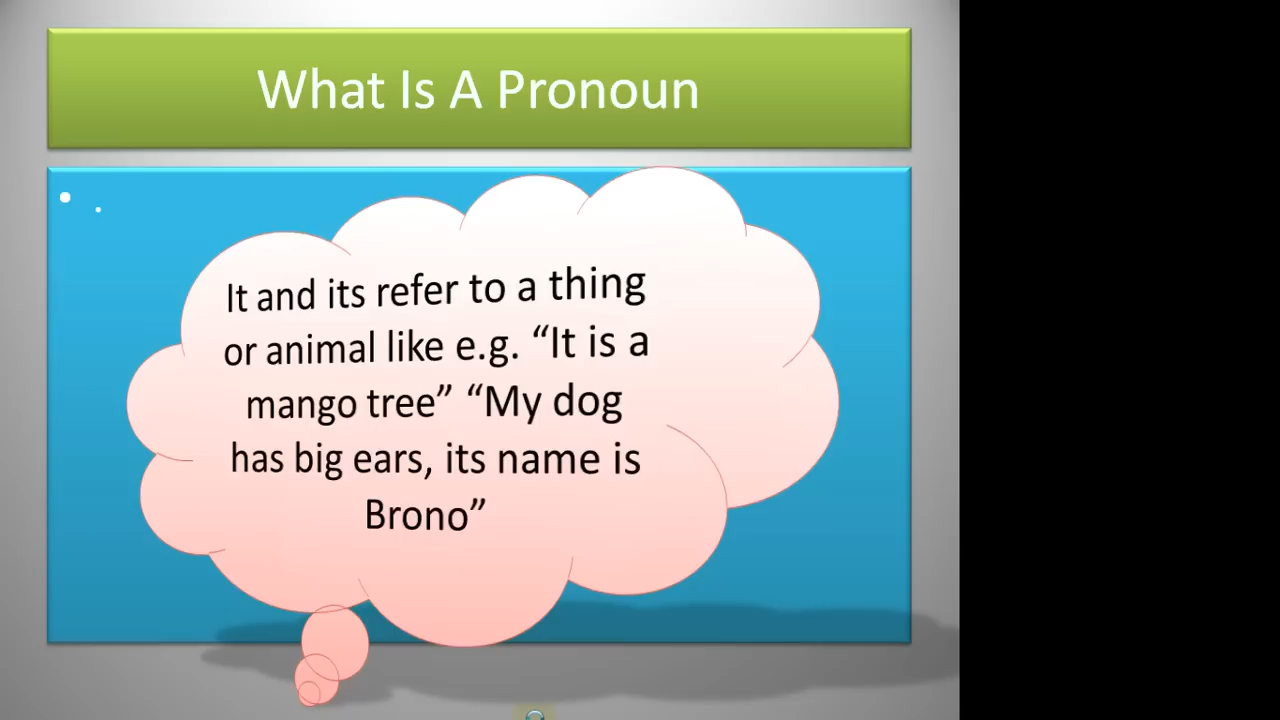 What Is A Pronoun
It and its refer to a thing
or animal like e.g. “It is a
mango tree” “My dog
has big ears, its name is
Brono”